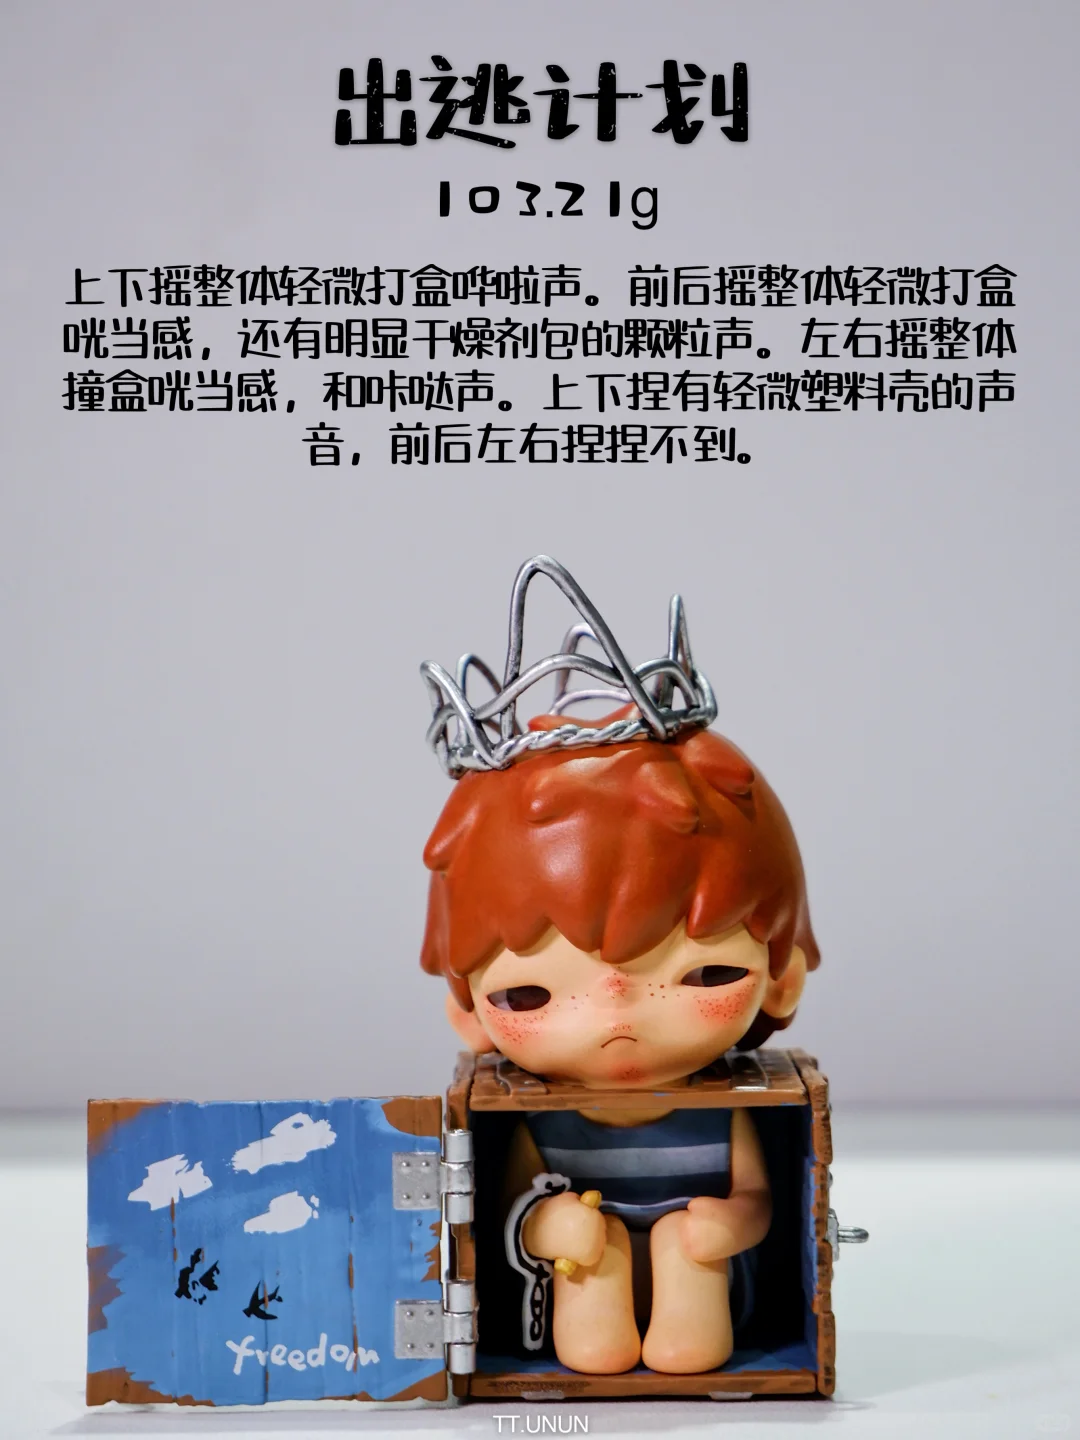 出逃计划
103.21g
上下摇整体轻微打盒哗啦声。前后摇整体轻微打盒
咣当感，还有明显干燥剂包的颗粒声。左右摇整体
撞盒咣当感，和咔哒声。上下捏有轻微塑料壳的声
音，前后左右捏捏不到。
freedom
TT.UNUN